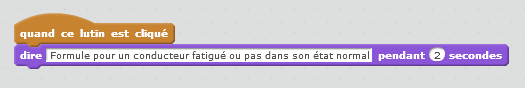 quand ce lutin est cliqué
dire Formule pour un conducteur fatigué ou pas dans son état normal pendant 2 secondes